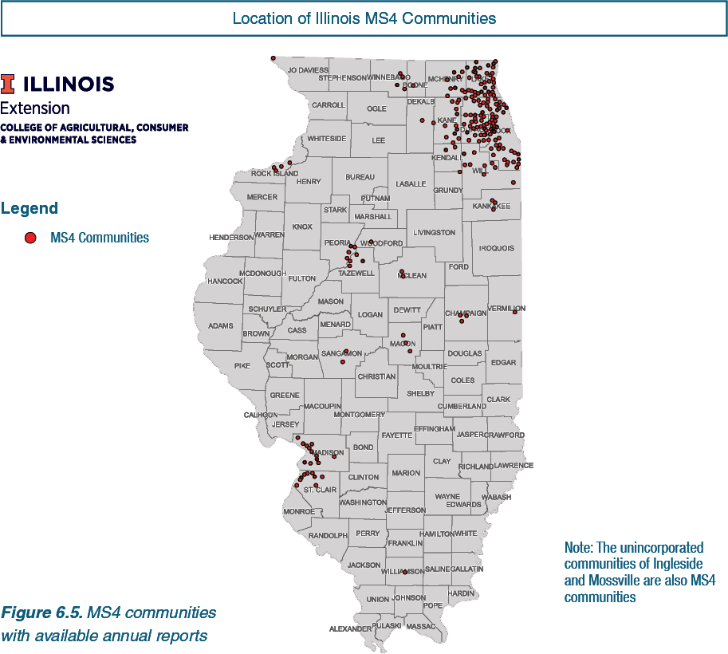 Location of Illinois MS4 Communities
ILLINOIS
Extension
COLLEGE OF AGRICULTURAL, CONSUMER
& ENVIRONMENTAL SCIENCES
Legend
MS4 Communities
JO DAVIESS
STEPHENSON
WINNEBAGO
BOONE
MCHENRY
CARROLL
OGLE
DEKALB
KANE
WHITESIDE
LEE
KENDALL
WILL
ROCK ISLAND
HENRY
BUREAU
LASALLE
GRUNDY
MERCER
PUTNAM
KANKAKEE
STARK
MARSHALL
HENDERSON
WARREN
KNOX
PEORIA
WOODFORD
LIVINGSTON
IROQUOIS
HANCOCK
MCDONOUGH
FULTON
TAZEWELL
MCLEAN
FORD
SCHUYLER
MASON
LOGAN
DEWITT
CHAMPAIGN
VERMILION
ADAMS
BROWN
CASS
MENARD
MACON
PIATT
PIKE
SCOTT
MORGAN
SANGAMON
CHRISTIAN
MOULTRIE
DOUGLAS
EDGAR
COLES
GREENE
MACOUPIN
MONTGOMERY
SHELBY
CUMBERLAND
CLARK
CALHOUN
JERSEY
FAYETTE
EFFINGHAM
JASPER
CRAWFORD
MADISON
BOND
CLAY
RICHLAND
LAWRENCE
ST. CLAIR
CLINTON
MARION
WAYNE
EDWARDS
WABASH
MONROE
WASHINGTON
JEFFERSON
RANDOLPH
PERRY
FRANKLIN
HAMILTON
WHITE
JACKSON
WILLIAMSON
SALINE
GALLATIN
UNION
JOHNSON
POPE
HARDIN
ALEXANDER
PULASKI
MASSAC
Note: The unincorporated
communities of Ingleside
and Mossville are also MS4
communities
Figure 6.5. MS4 communities
with available annual reports